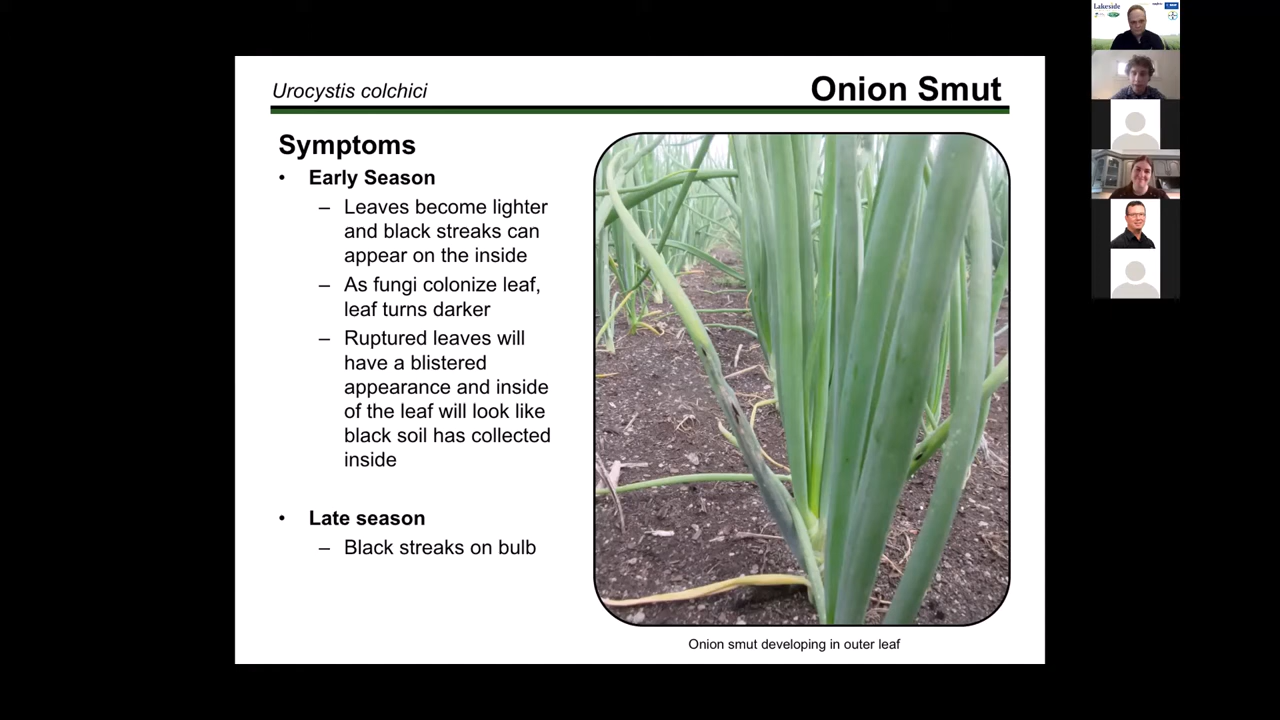 Urocystis colchici
Onion Smut
Symptoms
• Early Season
– Leaves become lighter
and black streaks can
appear on the inside
– As fungi colonize leaf,
leaf turns darker
– Ruptured leaves will
have a blistered
appearance and inside
of the leaf will look like
black soil has collected
inside
• Late season
– Black streaks on bulb
Onion smut developing in outer leaf
Lakeside